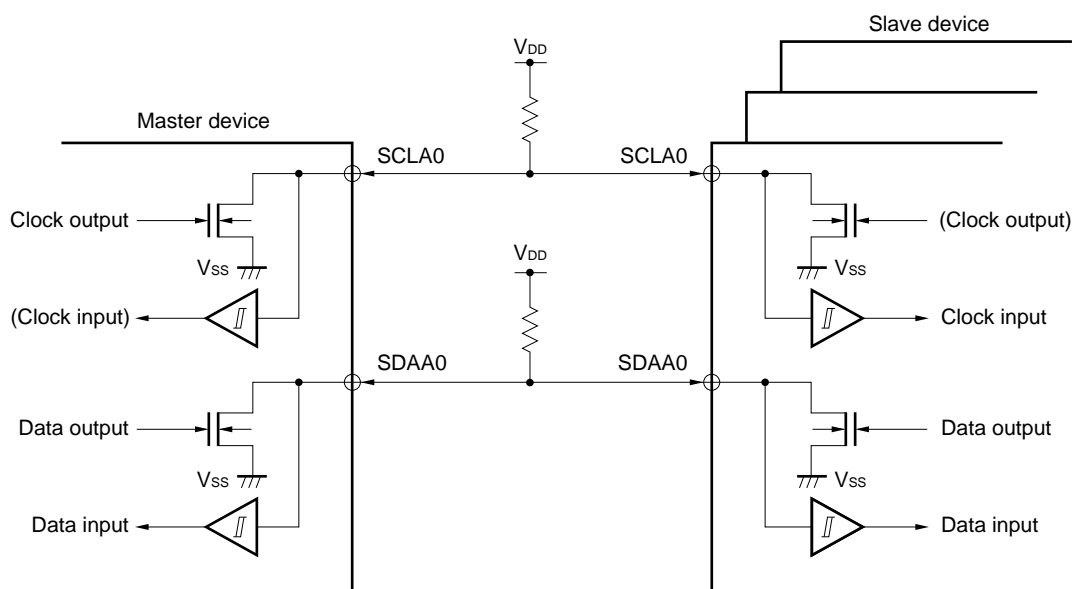 Slave device
VDD
Master device
SCLA0
SCLA0
Clock output
(Clock output)
VDD
VSS
VSS
(Clock input)
Clock input
SDAA0
SDAA0
Data output
Data output
VSS
VSS
Data input
Data input